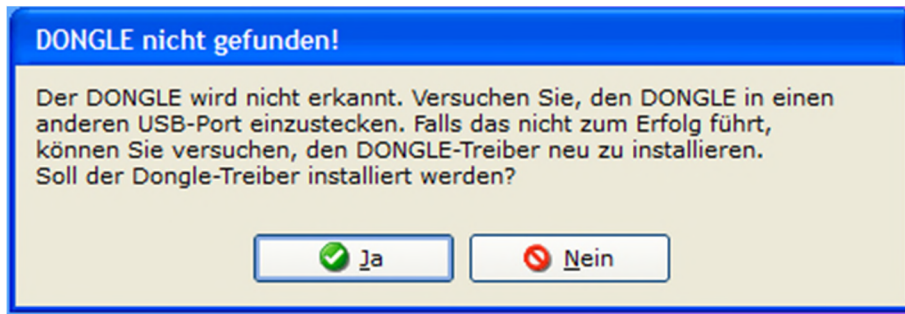 DONGLE nicht gefunden!
Der DONGLE wird nicht erkannt. Versuchen Sie, den DONGLE in einen
anderen USB-Port einzustecken. Falls das nicht zum Erfolg führt,
können Sie versuchen, den DONGLE-Treiber neu zu installieren.
Soll der Dongle-Treiber installiert werden?
Ja Nein